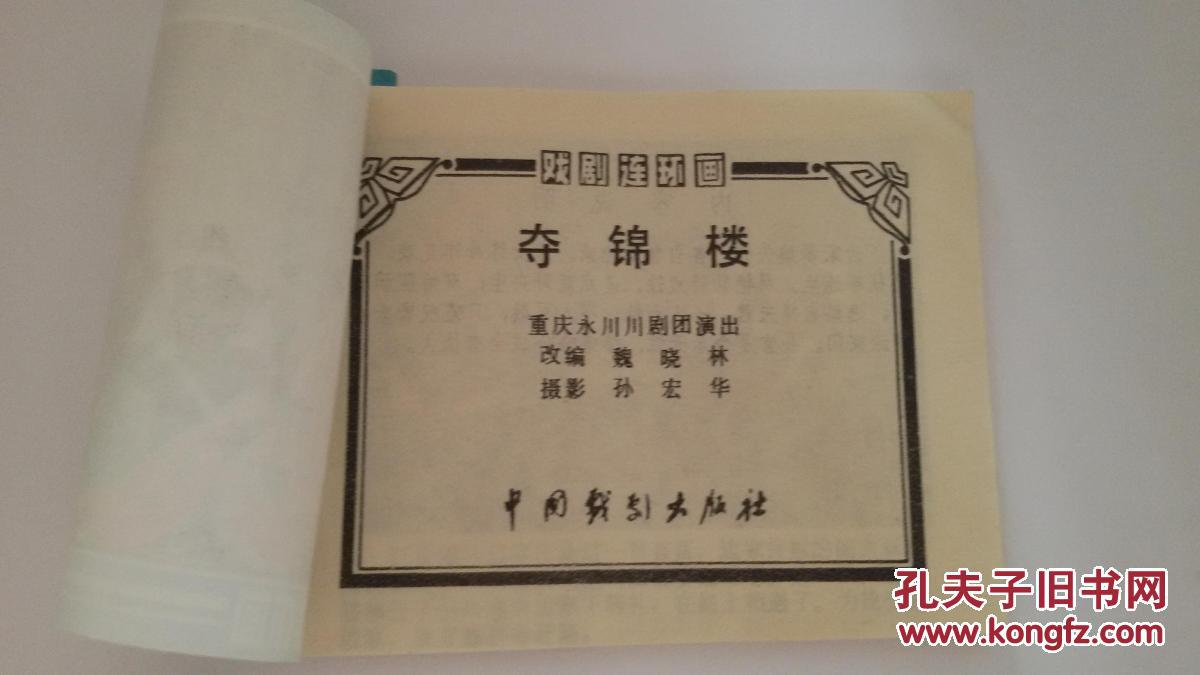 戏剧连环画
夺锦楼
重庆永川川剧团演出
改编 魏晓林
摄影 孙宏华
中国戏剧出版社
孔夫子旧书网
www.kongfz.com